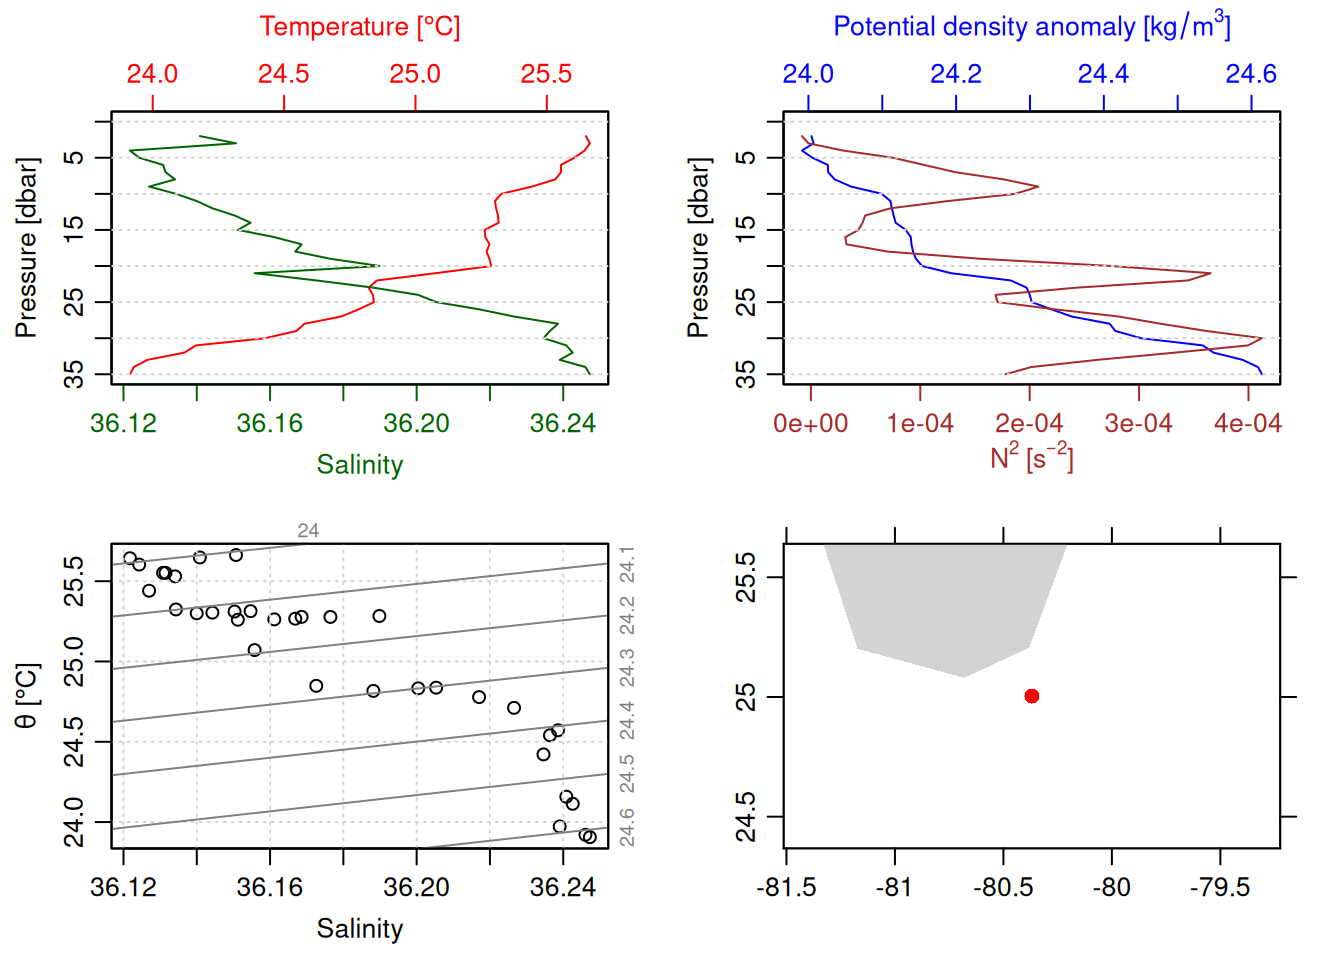 Temperature [°C]
24.0 24.5 25.0 25.5
Pressure [dbar]
5 15 25 35
36.12 36.16 36.20 36.24
Salinity
Potential density anomaly [kg/m³]
24.0 24.2 24.4 24.6
Pressure [dbar]
5 15 25 35
0e+00 1e-04 2e-04 3e-04 4e-04
N² [s⁻²]
24
θ [°C]
25.5 25.0 24.5 24.0
24.1 24.2 24.3 24.4 24.5 24.6
36.12 36.16 36.20 36.24
Salinity
25.5 25 24.5
-81.5 -81 -80.5 -80 -79.5